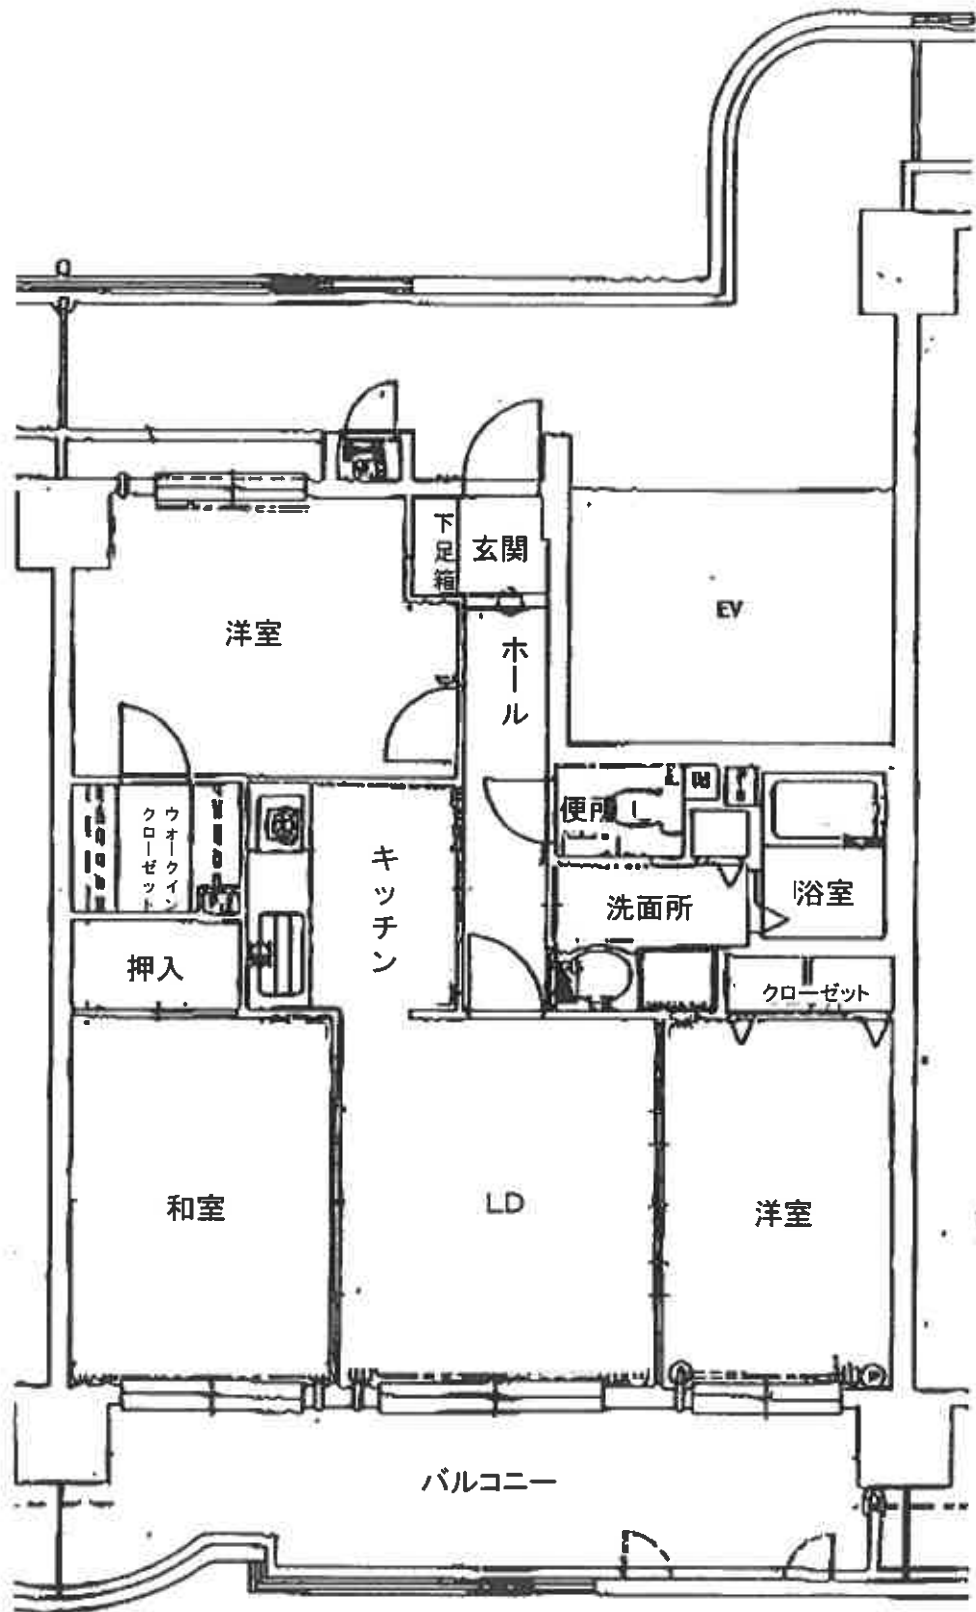 下足箱
玄関
EV
洋室
ホール
便所
ウォークイン
クローゼット
キッチン
洗面所
浴室
押入
クローゼット
和室
LD
洋室
バルコニー